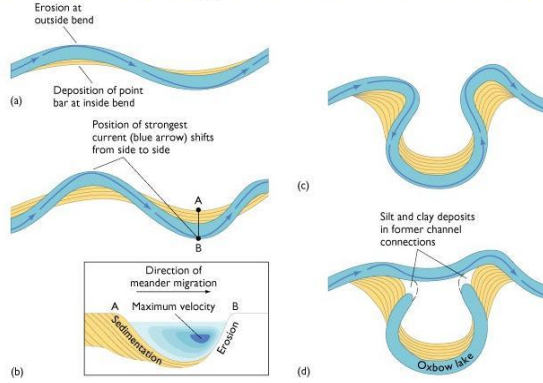 Erosion at
outside bend
(a)
Deposition of point
bar at inside bend
Position of strongest
current (blue arrow) shifts
from side to side
A
B
Direction of
meander migration
Maximum velocity
A
B
Sedimentation
Erosion
(b)
(c)
Silt and clay deposits
in former channel
connections
Oxbow lake
(d)